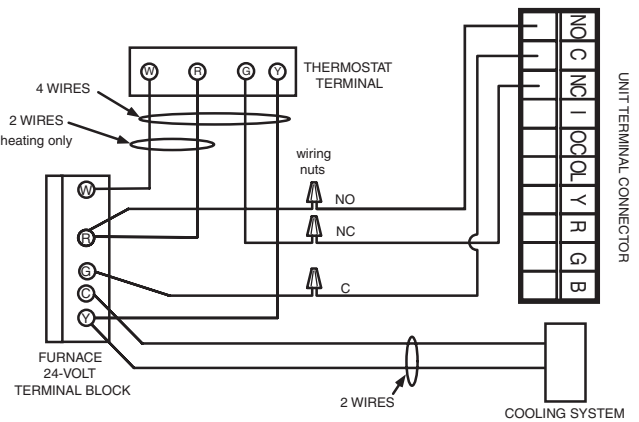 W R G Y
THERMOSTAT
TERMINAL
4 WIRES
2 WIRES
heating only
wiring
nuts
W
R
G
C
Y
NO
NC
C
FURNACE
24-VOLT
TERMINAL BLOCK
2 WIRES
COOLING SYSTEM
NO
C
NC
I
OC
OL
Y
R
G
B
UNIT TERMINAL CONNECTOR